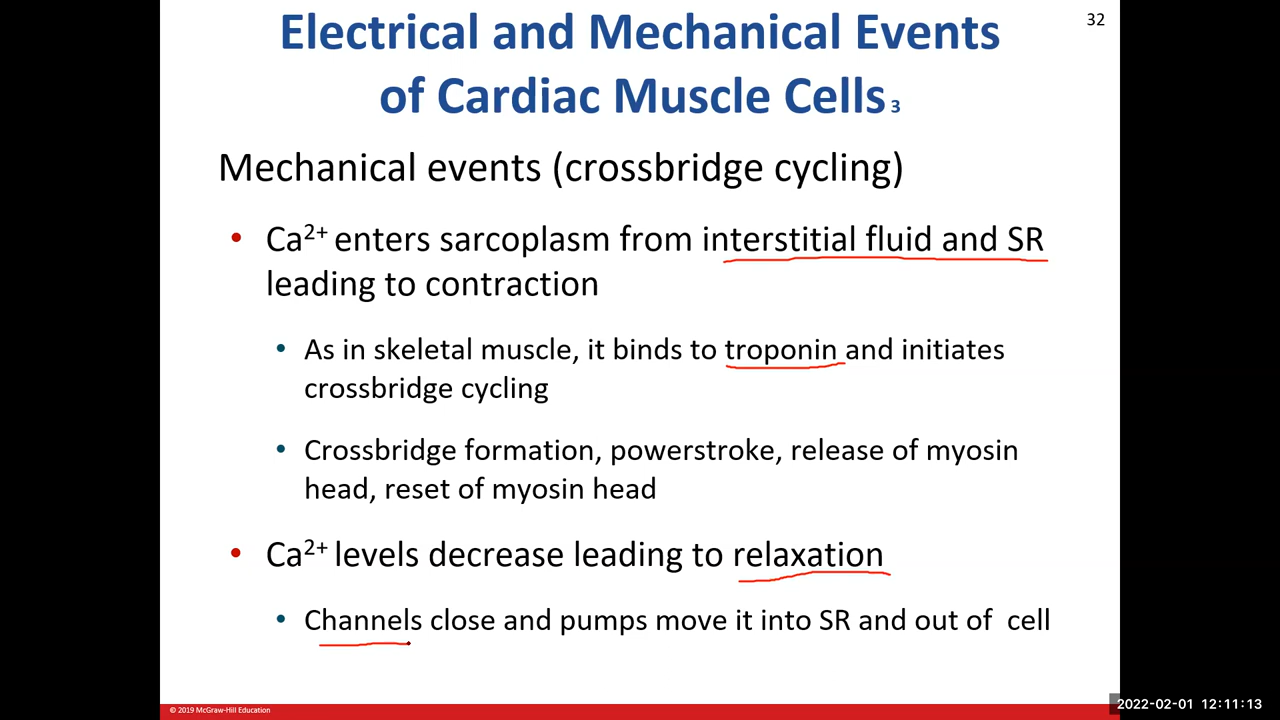 32
Electrical and Mechanical Events
of Cardiac Muscle Cells 3
Mechanical events (crossbridge cycling)
• Ca²⁺ enters sarcoplasm from interstitial fluid and SR
leading to contraction
• As in skeletal muscle, it binds to troponin and initiates
crossbridge cycling
• Crossbridge formation, powerstroke, release of myosin
head, reset of myosin head
• Ca²⁺ levels decrease leading to relaxation
• Channels close and pumps move it into SR and out of cell
© 2019 McGraw-Hill Education
2022-02-01 12:11:13